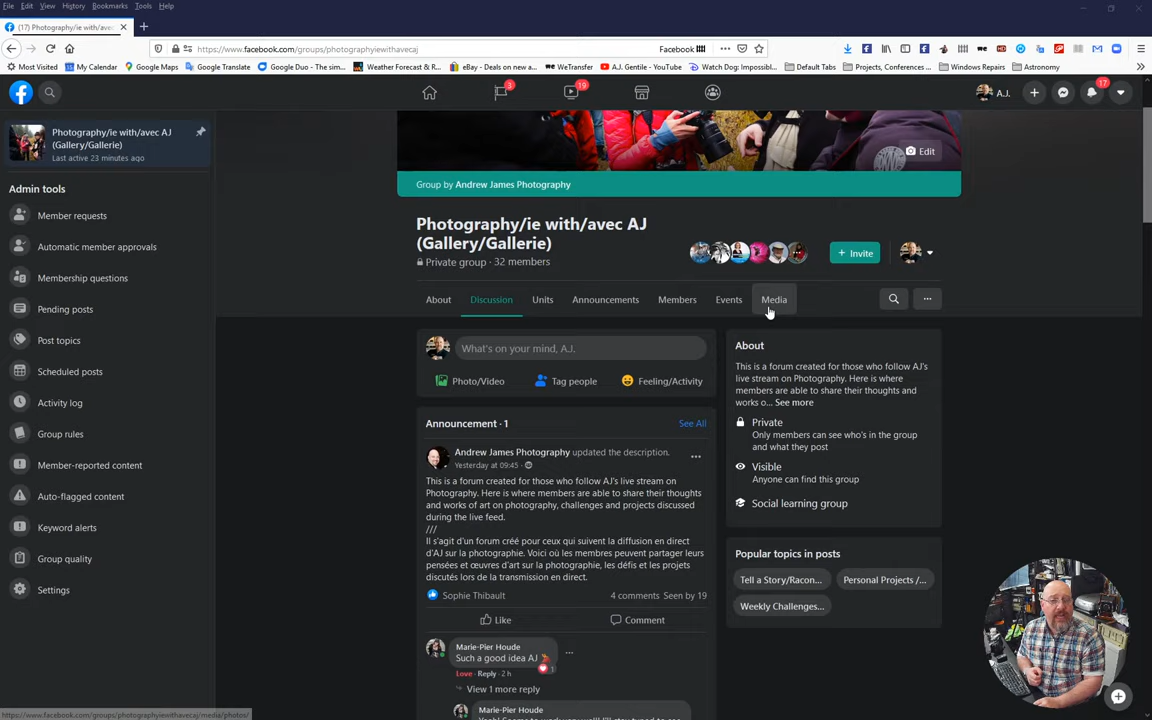 File Edit View History Bookmarks Tools Help
(17) Photography/ie with/avec
https://www.facebook.com/groups/photographyiewithavecaj
Facebook
Most Visited My Calendar Google Maps Google Translate Google Duo - The sim... Weather Forecast & R... eBay - Deals on new a... WeTransfer A.J. Gentile - YouTube Watch Dog: Impossibl... Default Tabs Projects, Conferences ... Windows Repairs Astronomy
3
19
A.J.
17
Photography/ie with/avec AJ
(Gallery/Gallerie)
Last active 23 minutes ago
Admin tools
Member requests
Automatic member approvals
Membership questions
Pending posts
Post topics
Scheduled posts
Activity log
Group rules
Member-reported content
Auto-flagged content
Keyword alerts
Group quality
Settings
Edit
Group by Andrew James Photography
Photography/ie with/avec AJ
(Gallery/Gallerie)
Private group · 32 members
+ Invite
About Discussion Units Announcements Members Events Media
What's on your mind, A.J.
Photo/Video Tag people Feeling/Activity
Announcement · 1
See All
Andrew James Photography updated the description.
Yesterday at 09:45 ·
This is a forum created for those who follow AJ's live stream on
Photography. Here is where members are able to share their thoughts
and works of art on photography, challenges and projects discussed
during the live feed.
///
Il s'agit d'un forum créé pour ceux qui suivent la diffusion en direct
d'AJ sur la photographie. Voici où les membres peuvent partager leurs
pensées et œuvres d'art sur la photographie, les défis et les projets
discutés lors de la transmission en direct.
Sophie Thibault
4 comments Seen by 19
Like
Comment
Marie-Pier Houde
Such a good idea AJ
1
Love · Reply · 2 h
View 1 more reply
Marie-Pier Houde
About
This is a forum created for those who follow AJ's
live stream on Photography. Here is where
members are able to share their thoughts and
works o... See more
Private
Only members can see who's in the group
and what they post
Visible
Anyone can find this group
Social learning group
Popular topics in posts
Tell a Story/Racon...
Personal Projects /...
Weekly Challenges...
https://www.facebook.com/groups/photographyiewithavecaj/media/photos/